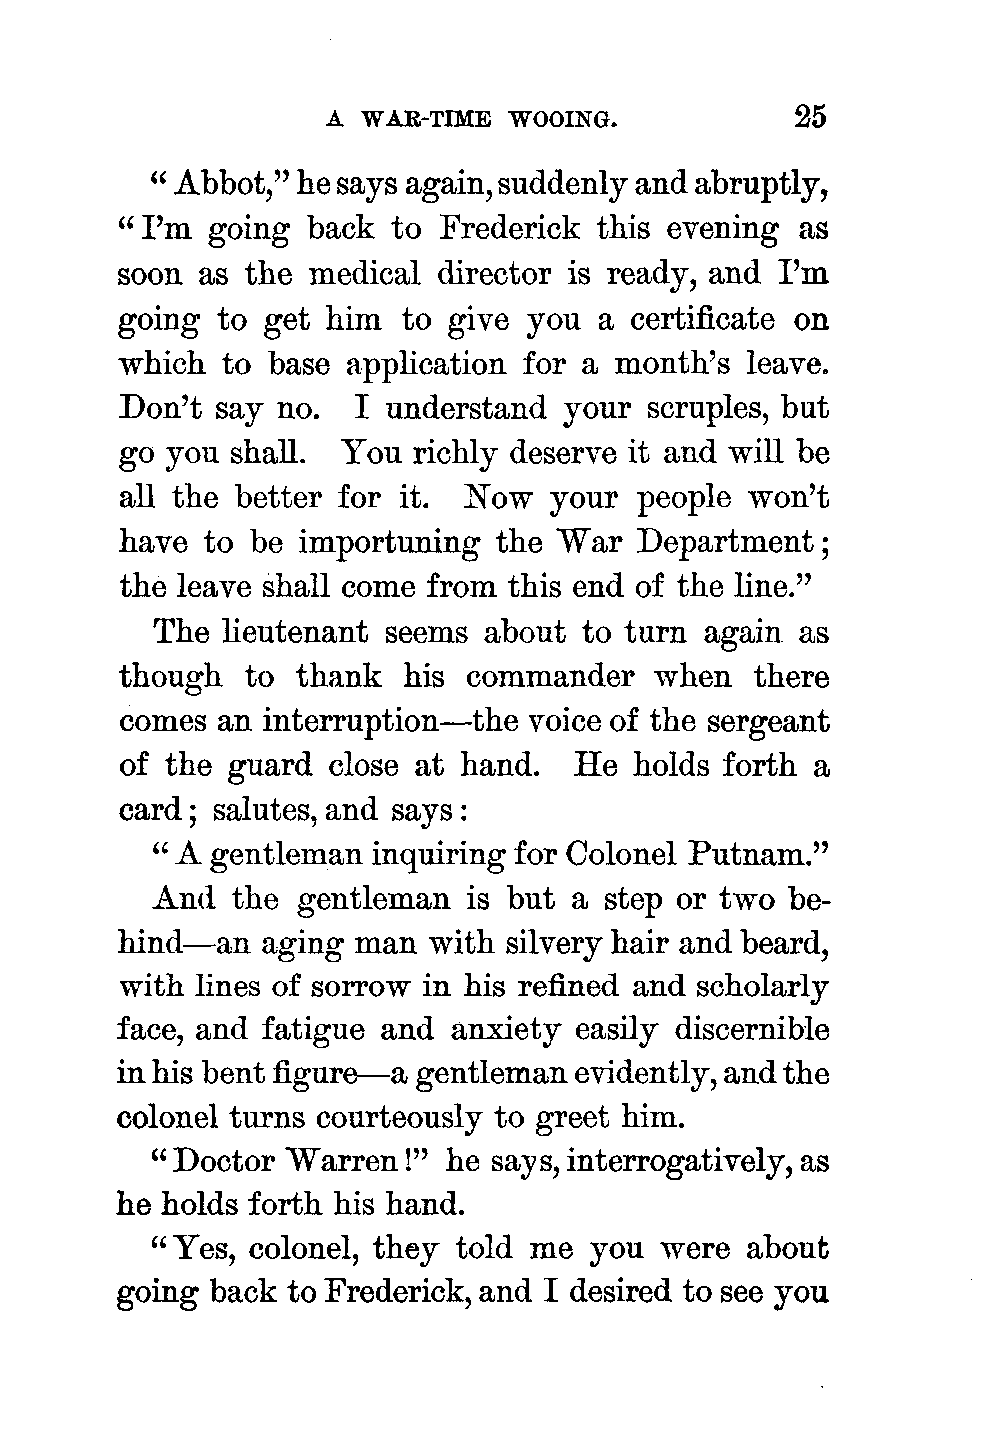 A WAR-TIME WOOING. 25
“Abbot,” he says again, suddenly and abruptly,
“I’m going back to Frederick this evening as
soon as the medical director is ready, and I’m
going to get him to give you a certificate on
which to base application for a month’s leave.
Don’t say no. I understand your scruples, but
go you shall. You richly deserve it and will be
all the better for it. Now your people won’t
have to be importuning the War Department;
the leave shall come from this end of the line.”
The lieutenant seems about to turn again as
though to thank his commander when there
comes an interruption—the voice of the sergeant
of the guard close at hand. He holds forth a
card; salutes, and says:
“A gentleman inquiring for Colonel Putnam.”
And the gentleman is but a step or two be-
hind—an aging man with silvery hair and beard,
with lines of sorrow in his refined and scholarly
face, and fatigue and anxiety easily discernible
in his bent figure—a gentleman evidently, and the
colonel turns courteously to greet him.
“Doctor Warren!” he says, interrogatively, as
he holds forth his hand.
“Yes, colonel, they told me you were about
going back to Frederick, and I desired to see you